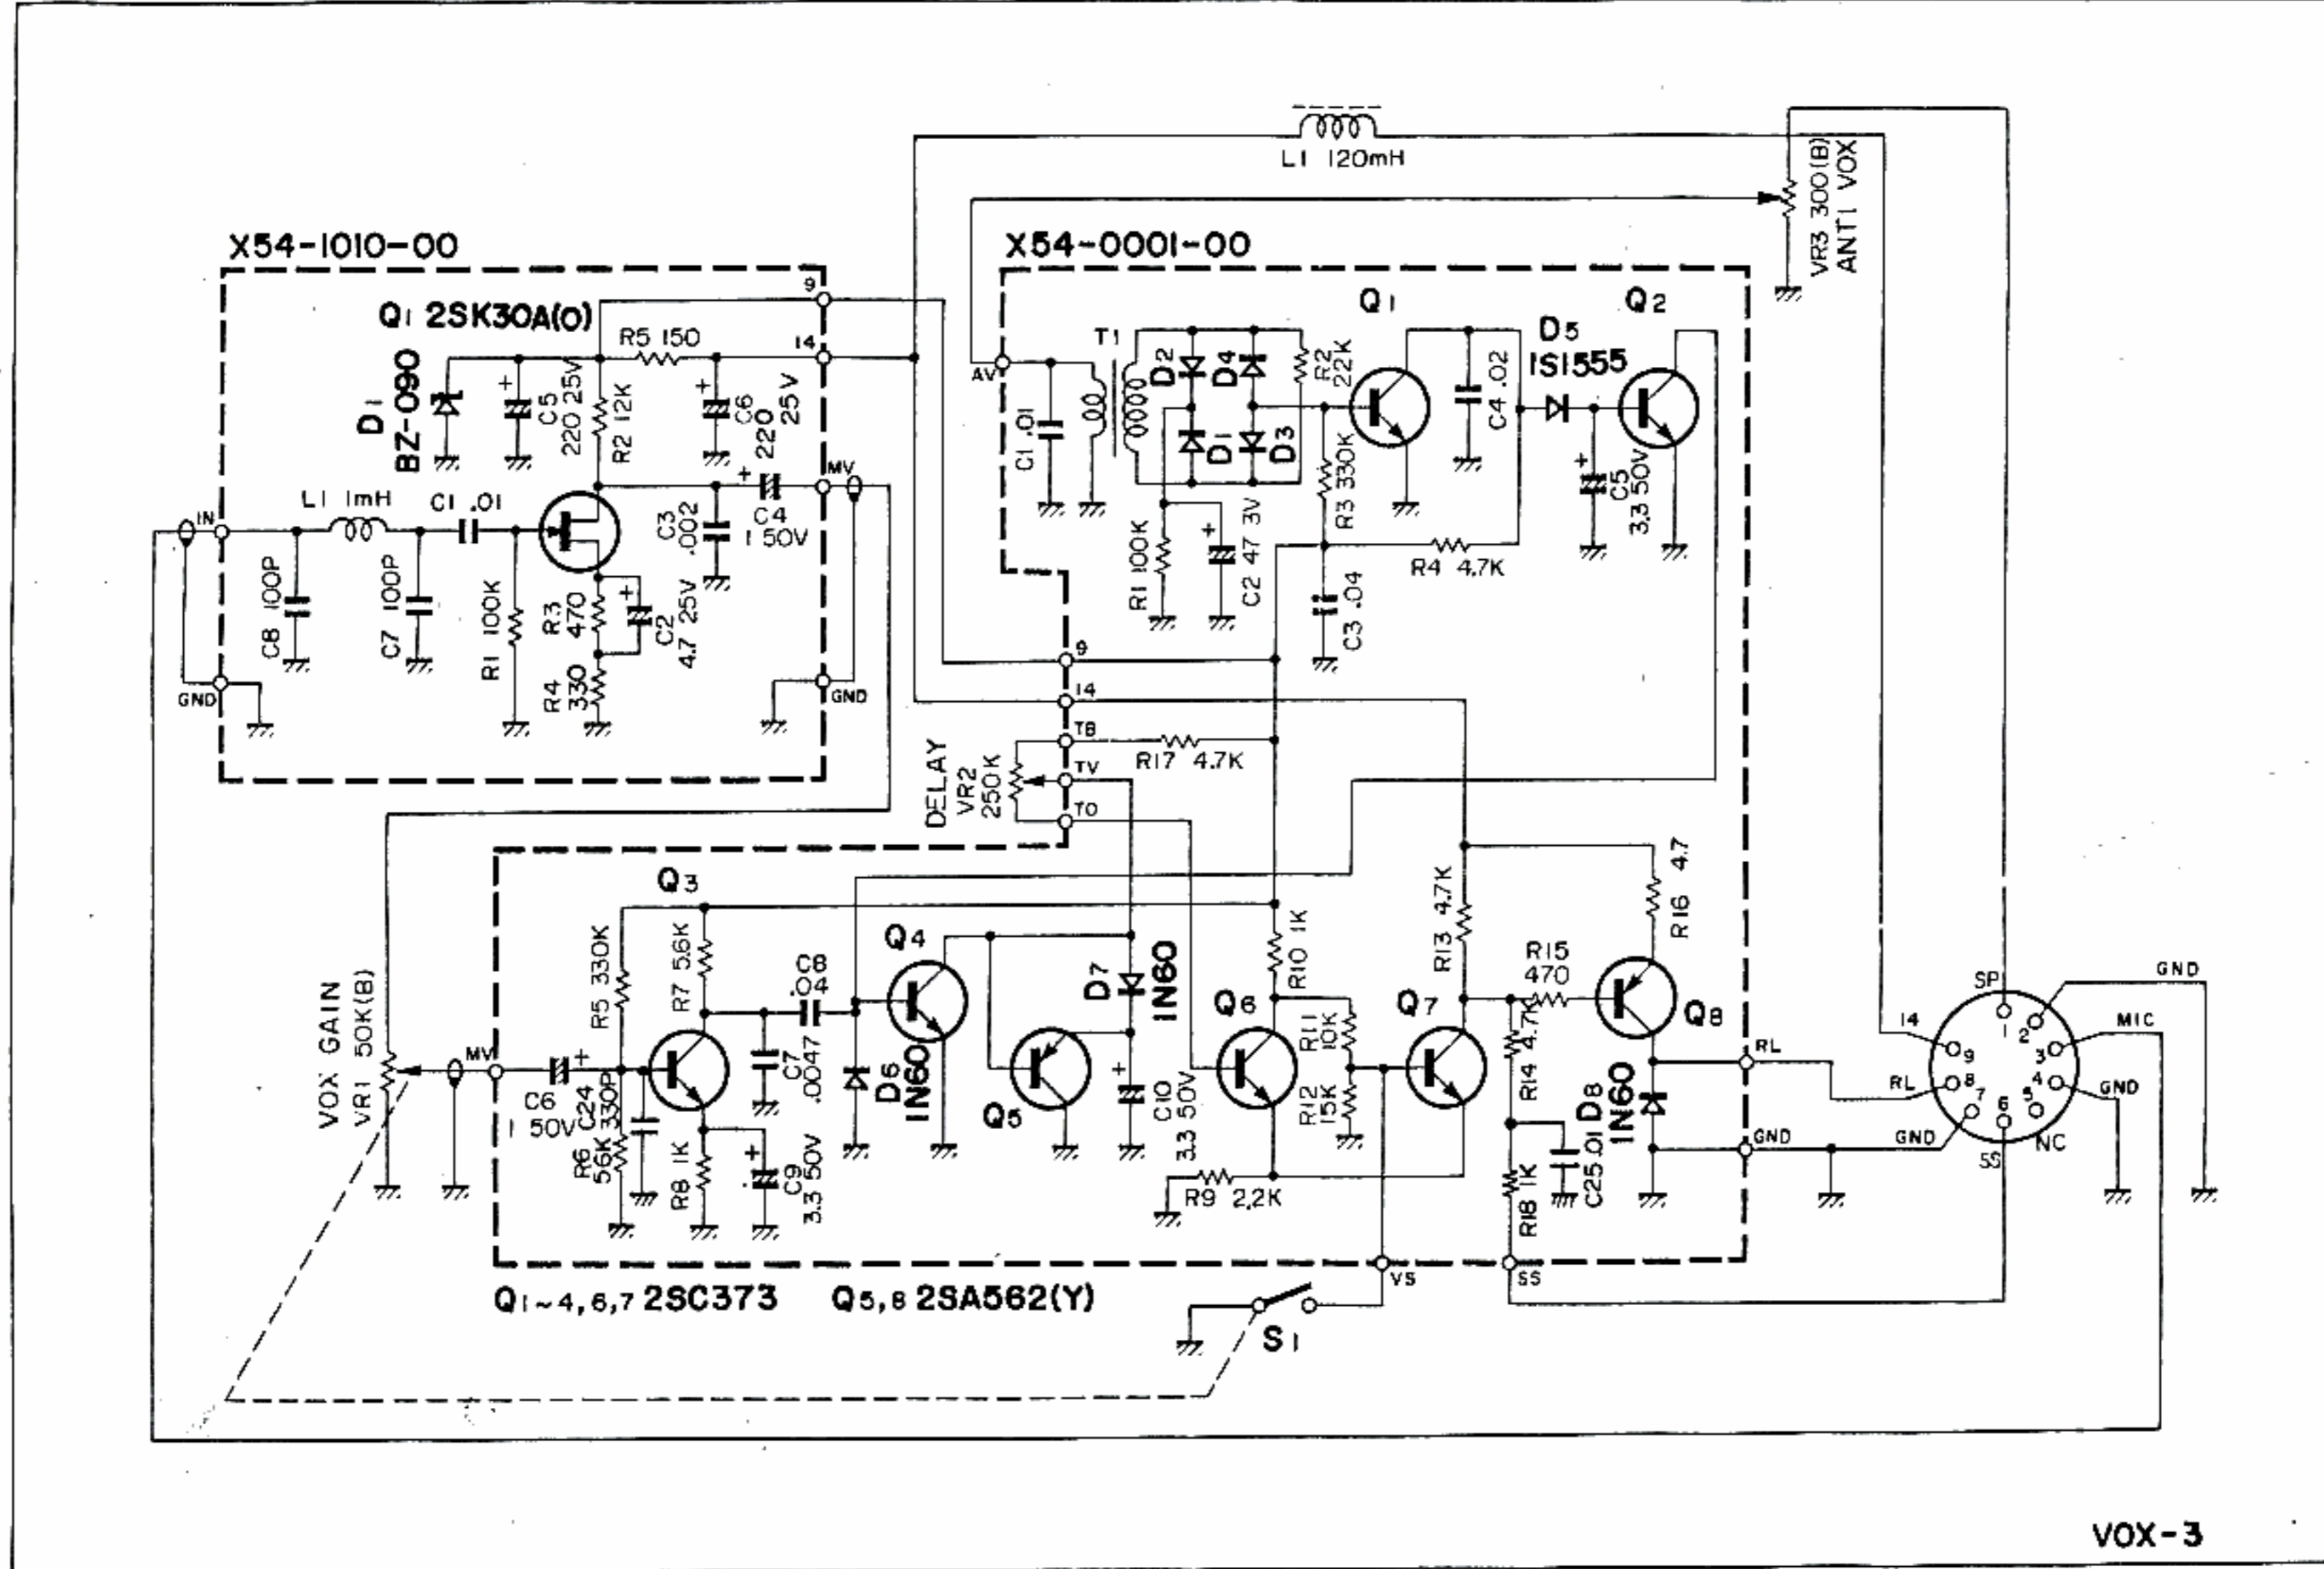 L1 120mH
VR3 300(B)
ANTI VOX
X54-1010-00
X54-0001-00
Q1 2SK30A(O)
9
R5 150
14
D1
BZ-090
C5
220 25V
R2 12K
C6
220
25V
MV
L1 1mH
C1 .01
IN
C3
.002
C4
1 50V
C8 100P
C7 100P
R1 100K
R3
470
C2
4.7 25V
R4
330
GND
GND
AV
T1
C1 .01
D2
D4
D1
D3
R2
22K
Q1
C4 .02
D5
1S1555
Q2
R3 330K
C5
3.3 50V
R1 100K
C2 47 3V
R4 4.7K
C3 .04
9
14
TB
TV
TO
DELAY
VR2
250K
R17 4.7K
VOX GAIN
VR1 50K(B)
MV
Q3
R5 330K
R7 5.6K
C8
.04
Q4
D7
1N60
R10 1K
R13 4.7K
R15
470
R16 4.7
Q8
C6
1 50V
C24
330P
R6
56K
C7
.0047
D6
1N60
Q5
C10
3.3 50V
Q6
R11
10K
R12
15K
Q7
R14 4.7K
D8
1N60
C25 .01
R8 1K
C9
3.3 50V
R9 2.2K
R18 1K
RL
GND
VS
SS
Q1~4,6,7 2SC373
Q5,8 2SA562(Y)
S1
SP
GND
14
MIC
1
2
3
4
5
6
7
8
9
RL
GND
GND
NC
SS
VOX-3